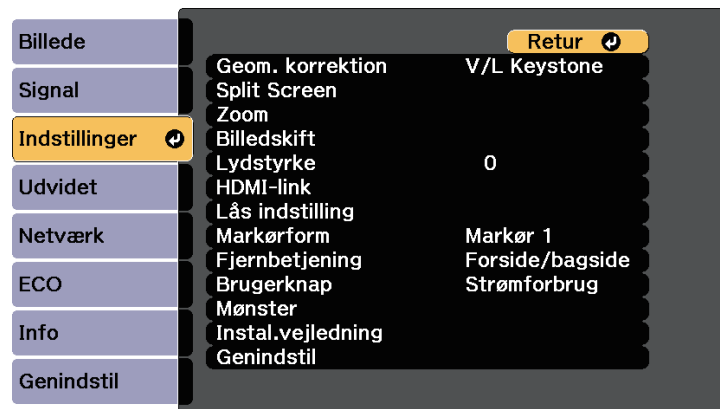 Billede
Signal
Indstillinger
Udvidet
Netværk
ECO
Info
Genindstil
Retur
Geom. korrektion V/L Keystone
Split Screen
Zoom
Billedskift
Lydstyrke 0
HDMI-link
Lås indstilling
Markørform Markør 1
Fjernbetjening Forside/bagside
Brugerknap Strømforbrug
Mønster
Instal.vejledning
Genindstil